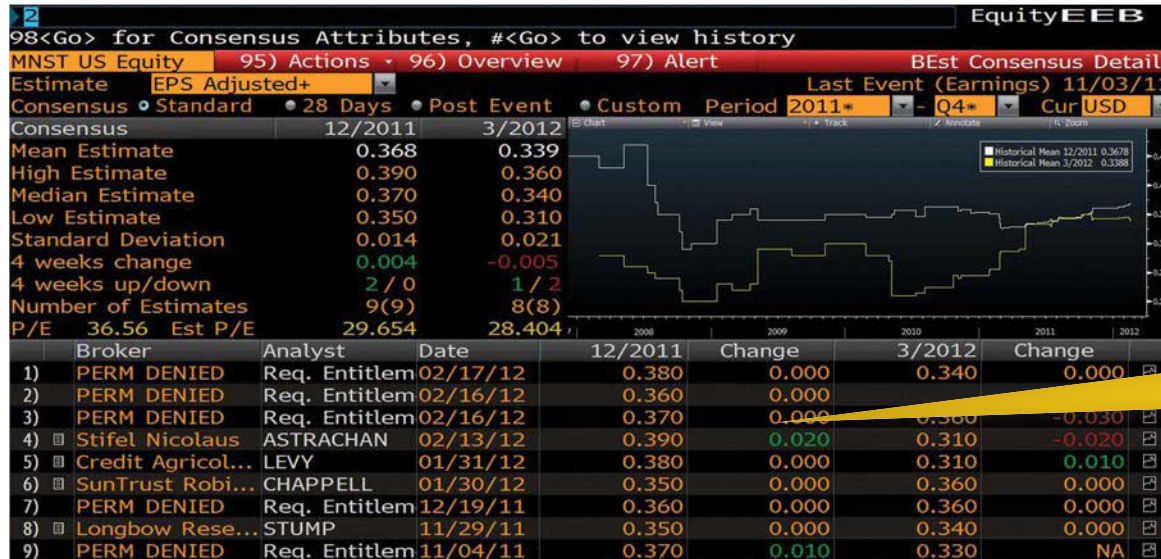 2 Equity EEB
98<Go> for Consensus Attributes, #<Go> to view history
MNST US Equity 95) Actions 96) Overview 97) Alert BEst Consensus Detail
Estimate EPS Adjusted+ Last Event (Earnings) 11/03/11
Consensus Standard 28 Days Post Event Custom Period 2011* - Q4* Cur USD
Consensus 12/2011 3/2012 Chart View + Track Annotate Zoom
Mean Estimate 0.368 0.339 Historical Mean 12/2011 0.3678
High Estimate 0.390 0.360 Historical Mean 3/2012 0.3388
Median Estimate 0.370 0.340
Low Estimate 0.350 0.310
Standard Deviation 0.014 0.021
4 weeks change 0.004 -0.005
4 weeks up/down 2 / 0 1 / 2
Number of Estimates 9(9) 8(8)
P/E 36.56 Est P/E 29.654 28.404 2008 2009 2010 2011 2012
Broker Analyst Date 12/2011 Change 3/2012 Change
1) PERM DENIED Req. Entitlem 02/17/12 0.380 0.000 0.340 0.000
2) PERM DENIED Req. Entitlem 02/16/12 0.360 0.000
3) PERM DENIED Req. Entitlem 02/16/12 0.370 0.000 0.360 -0.030
4) Stifel Nicolaus ASTRACHAN 02/13/12 0.390 0.020 0.310 -0.020
5) Credit Agricol... LEVY 01/31/12 0.380 0.000 0.310 0.010
6) SunTrust Robi... CHAPPELL 01/30/12 0.350 0.000 0.360 0.000
7) PERM DENIED Req. Entitlem 12/19/11 0.360 0.000 0.360 0.000
8) Longbow Rese... STUMP 11/29/11 0.350 0.000 0.340 0.000
9) PERM DENIED Req. Entitlem 11/04/11 0.370 0.010 0.330 NA